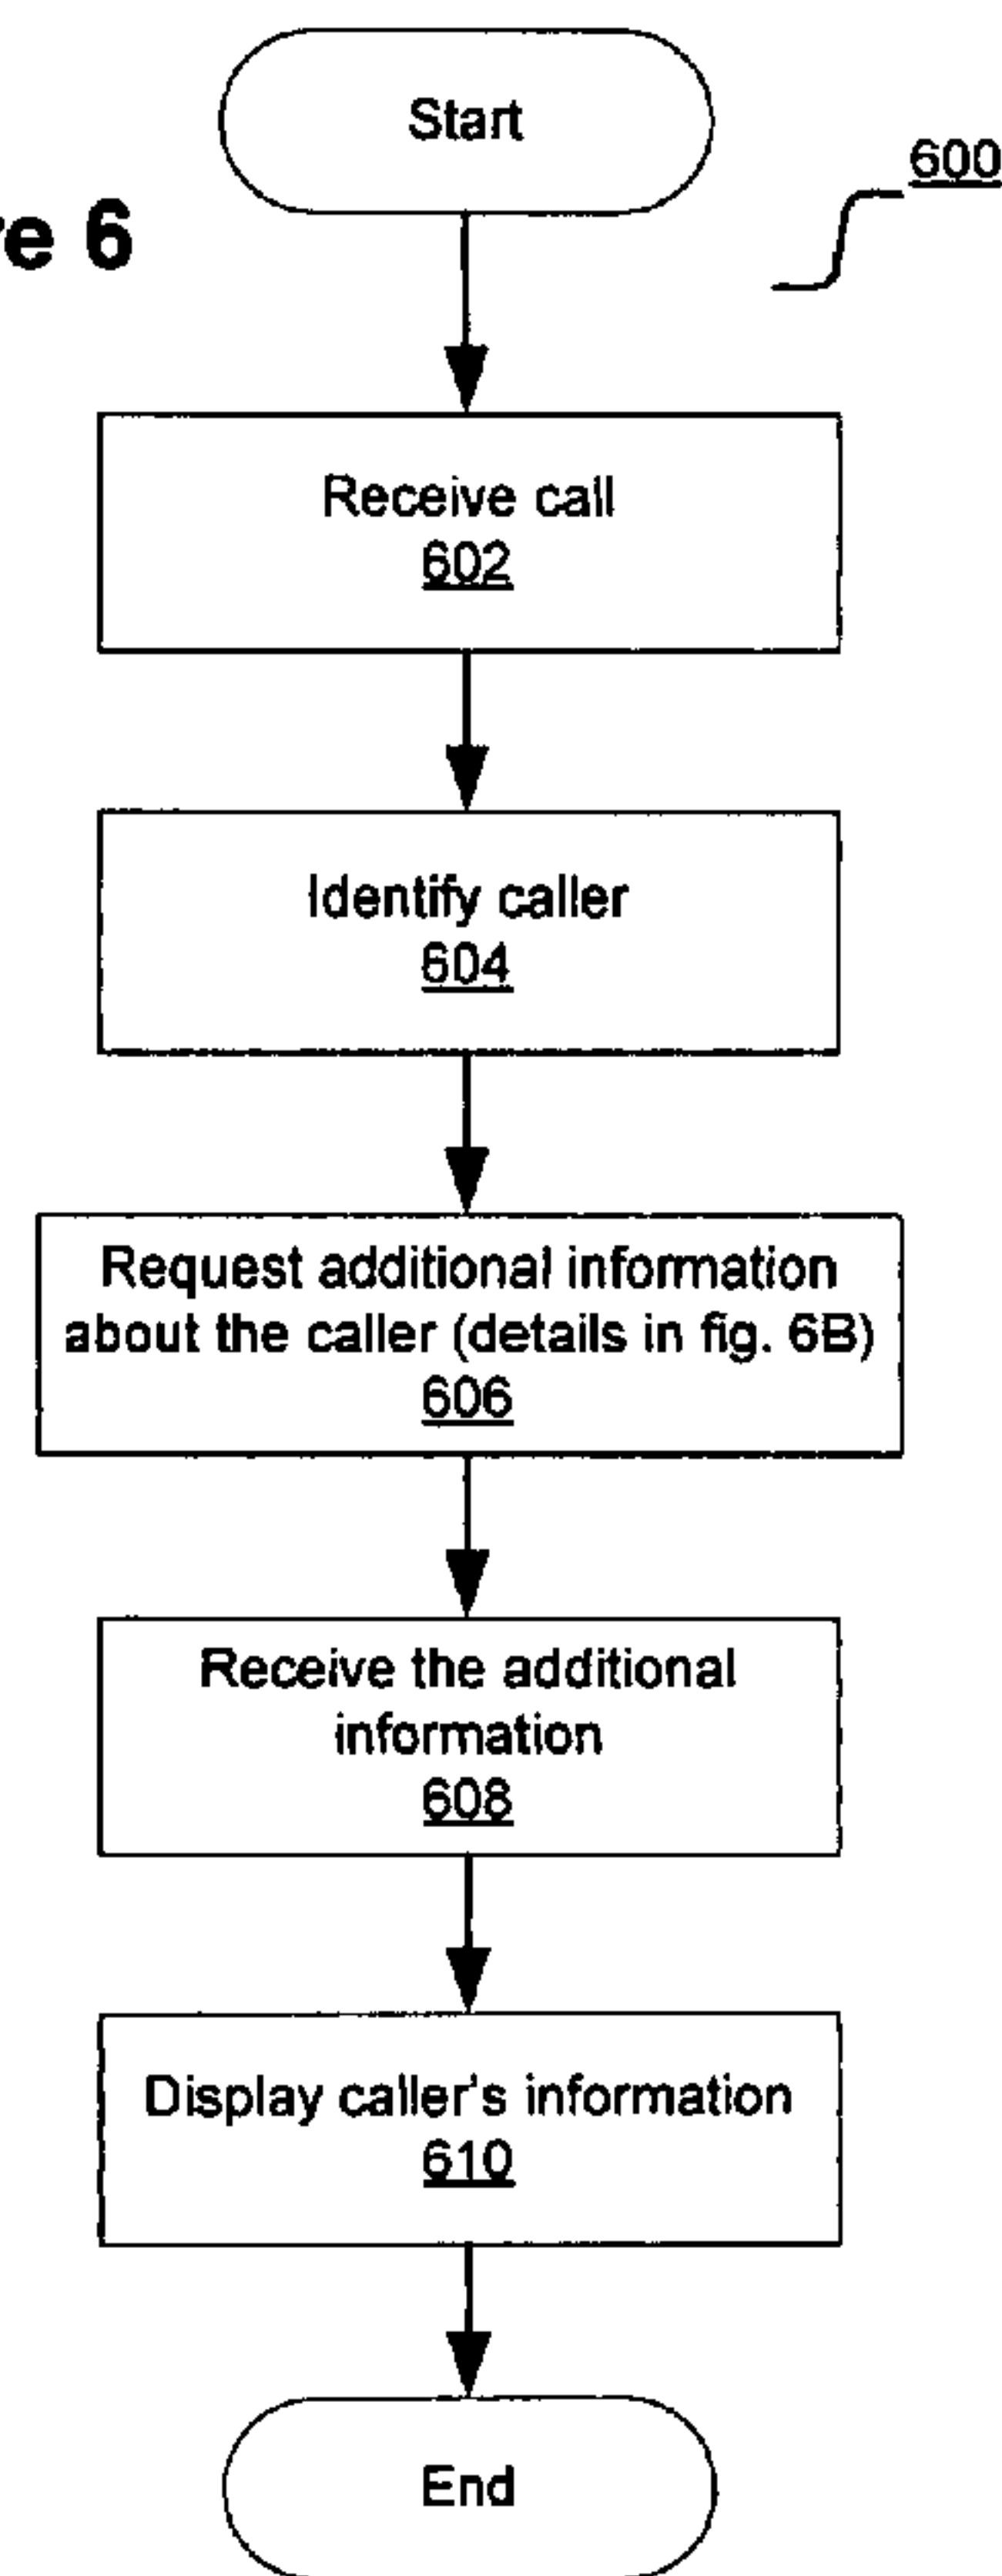 Start
600
re 6
Receive call
602
Identify caller
604
Request additional information
about the caller (details in fig. 6B)
606
Receive the additional
information
608
Display caller's information
610
End